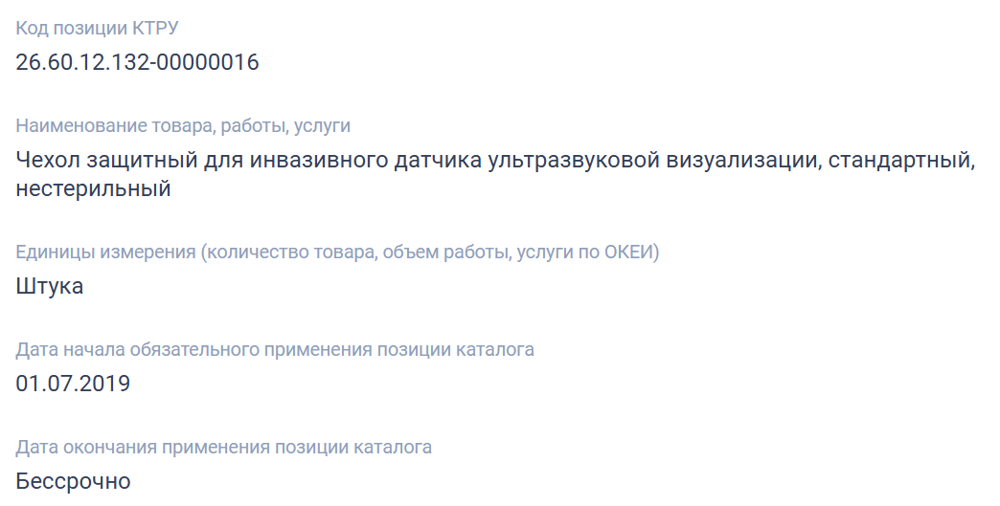 Код позиции КТРУ
26.60.12.132-00000016
Наименование товара, работы, услуги
Чехол защитный для инвазивного датчика ультразвуковой визуализации, стандартный,
нестерильный
Единицы измерения (количество товара, объем работы, услуги по ОКЕИ)
Штука
Дата начала обязательного применения позиции каталога
01.07.2019
Дата окончания применения позиции каталога
Бессрочно